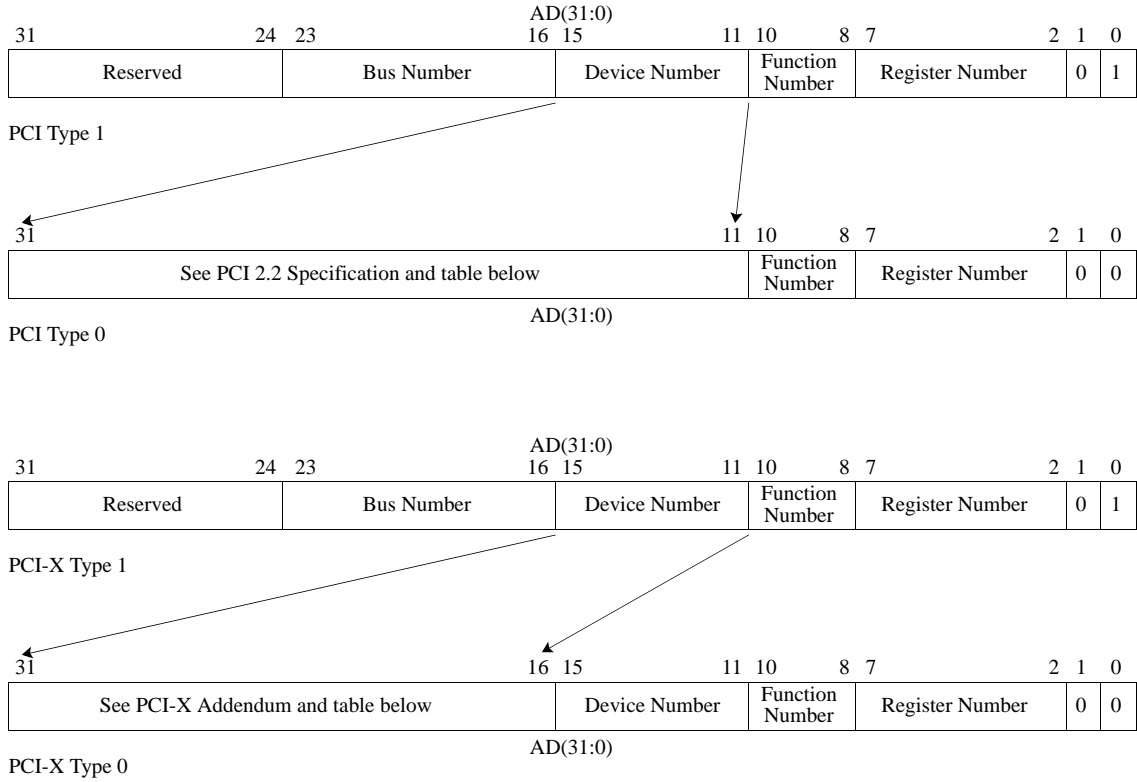 AD(31:0)
31 24 23 16 15 11 10 8 7 2 1 0
Reserved Bus Number Device Number Function Number Register Number 0 1
PCI Type 1
31 11 10 8 7 2 1 0
See PCI 2.2 Specification and table below Function Number Register Number 0 0
AD(31:0)
PCI Type 0
AD(31:0)
31 24 23 16 15 11 10 8 7 2 1 0
Reserved Bus Number Device Number Function Number Register Number 0 1
PCI-X Type 1
31 16 15 11 10 8 7 2 1 0
See PCI-X Addendum and table below Device Number Function Number Register Number 0 0
AD(31:0)
PCI-X Type 0